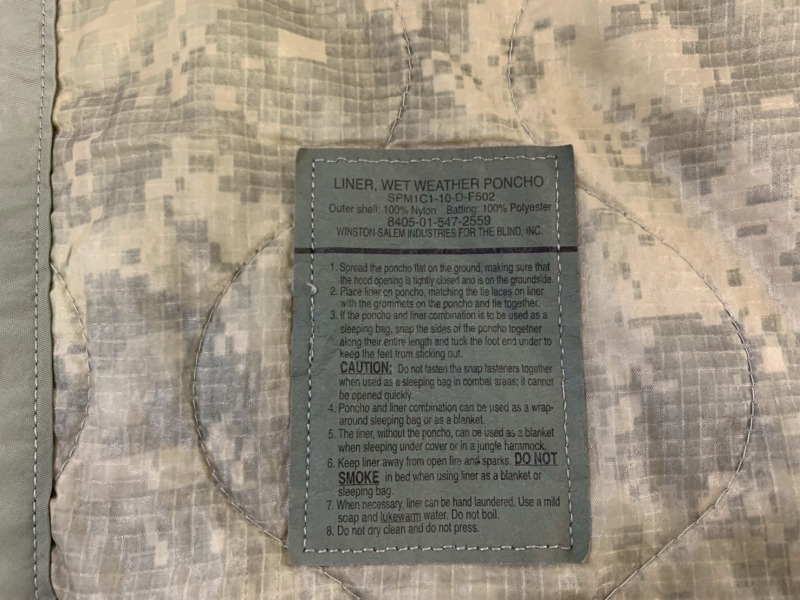 LINER, WET WEATHER PONCHO
SPM1C1-10-D-F502
Outer shell: 100% Nylon Batting: 100% Polyester
8405-01-547-2559
WINSTON-SALEM INDUSTRIES FOR THE BLIND, INC.
1. Spread the poncho flat on the ground, making sure that
the hood opening is tightly closed and is on the groundside.
2. Place liner on poncho, matching the tie laces on liner
with the grommets on the poncho and tie together.
3. If the poncho and liner combination is to be used as a
sleeping bag, snap the sides of the poncho together
along their entire length and tuck the foot end under to
keep the feet from sticking out.
CAUTION: Do not fasten the snap fasteners together
when used as a sleeping bag in combat areas; it cannot
be opened quickly.
4. Poncho and liner combination can be used as a wrap-
around sleeping bag or as a blanket.
5. The liner, without the poncho, can be used as a blanket
when sleeping under cover or in a jungle hammock.
6. Keep liner away from open fire and sparks. DO NOT
SMOKE in bed when using liner as a blanket or
sleeping bag.
7. When necessary, liner can be hand laundered. Use a mild
soap and lukewarm water. Do not boil.
8. Do not dry clean and do not press.